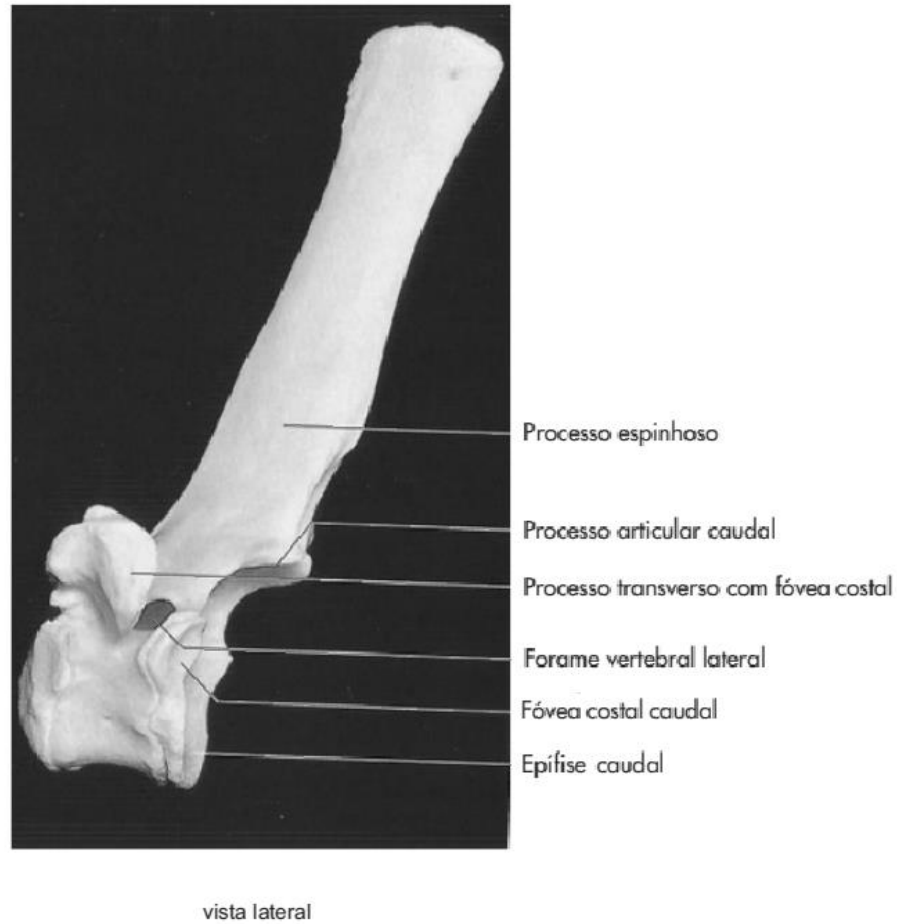 Processo espinhoso
Processo articular caudal
Processo transverso com fóvea costal
Forame vertebral lateral
Fóvea costal caudal
Epífise caudal
vista lateral